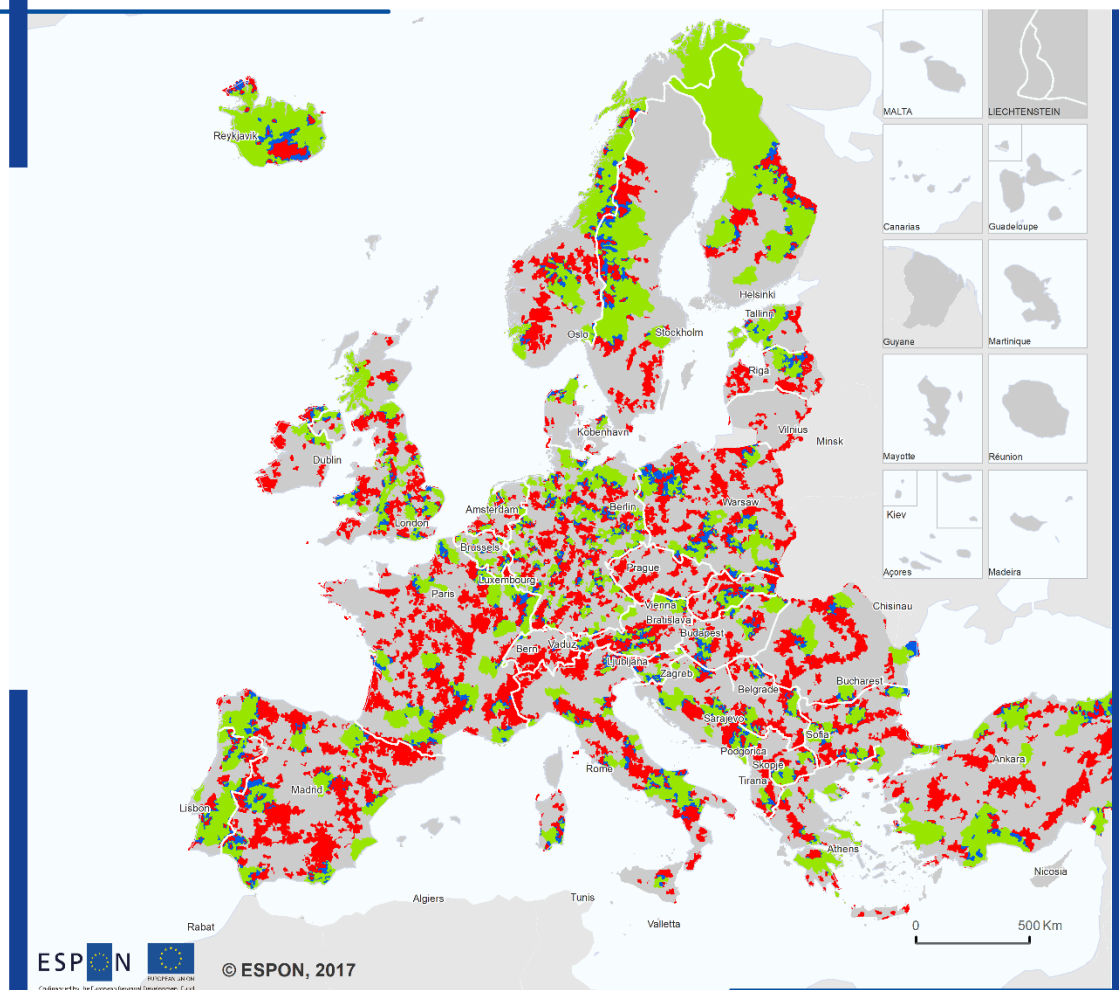 MALTA
LIECHTENSTEIN
Reykjavik
Canarias
Guadeloupe
Helsinki
Tallinn
Oslo
Stockholm
Guyane
Martinique
Riga
København
Vilnius
Minsk
Mayotte
Réunion
Dublin
Amsterdam
Berlin
Warsaw
London
Kiev
Brussels
Prague
Açores
Madeira
Luxembourg
Paris
Vienna
Bratislava
Chisinau
Budapest
Bern
Vaduz
Ljubljana
Zagreb
Bucharest
Belgrade
Sarajevo
Sofia
Podgorica
Skopje
Ankara
Rome
Tirana
Madrid
Lisbon
Athens
Nicosia
Algiers
Tunis
Valletta
Rabat
0 500 Km
ESPON
EUROPEAN UNION
© ESPON, 2017